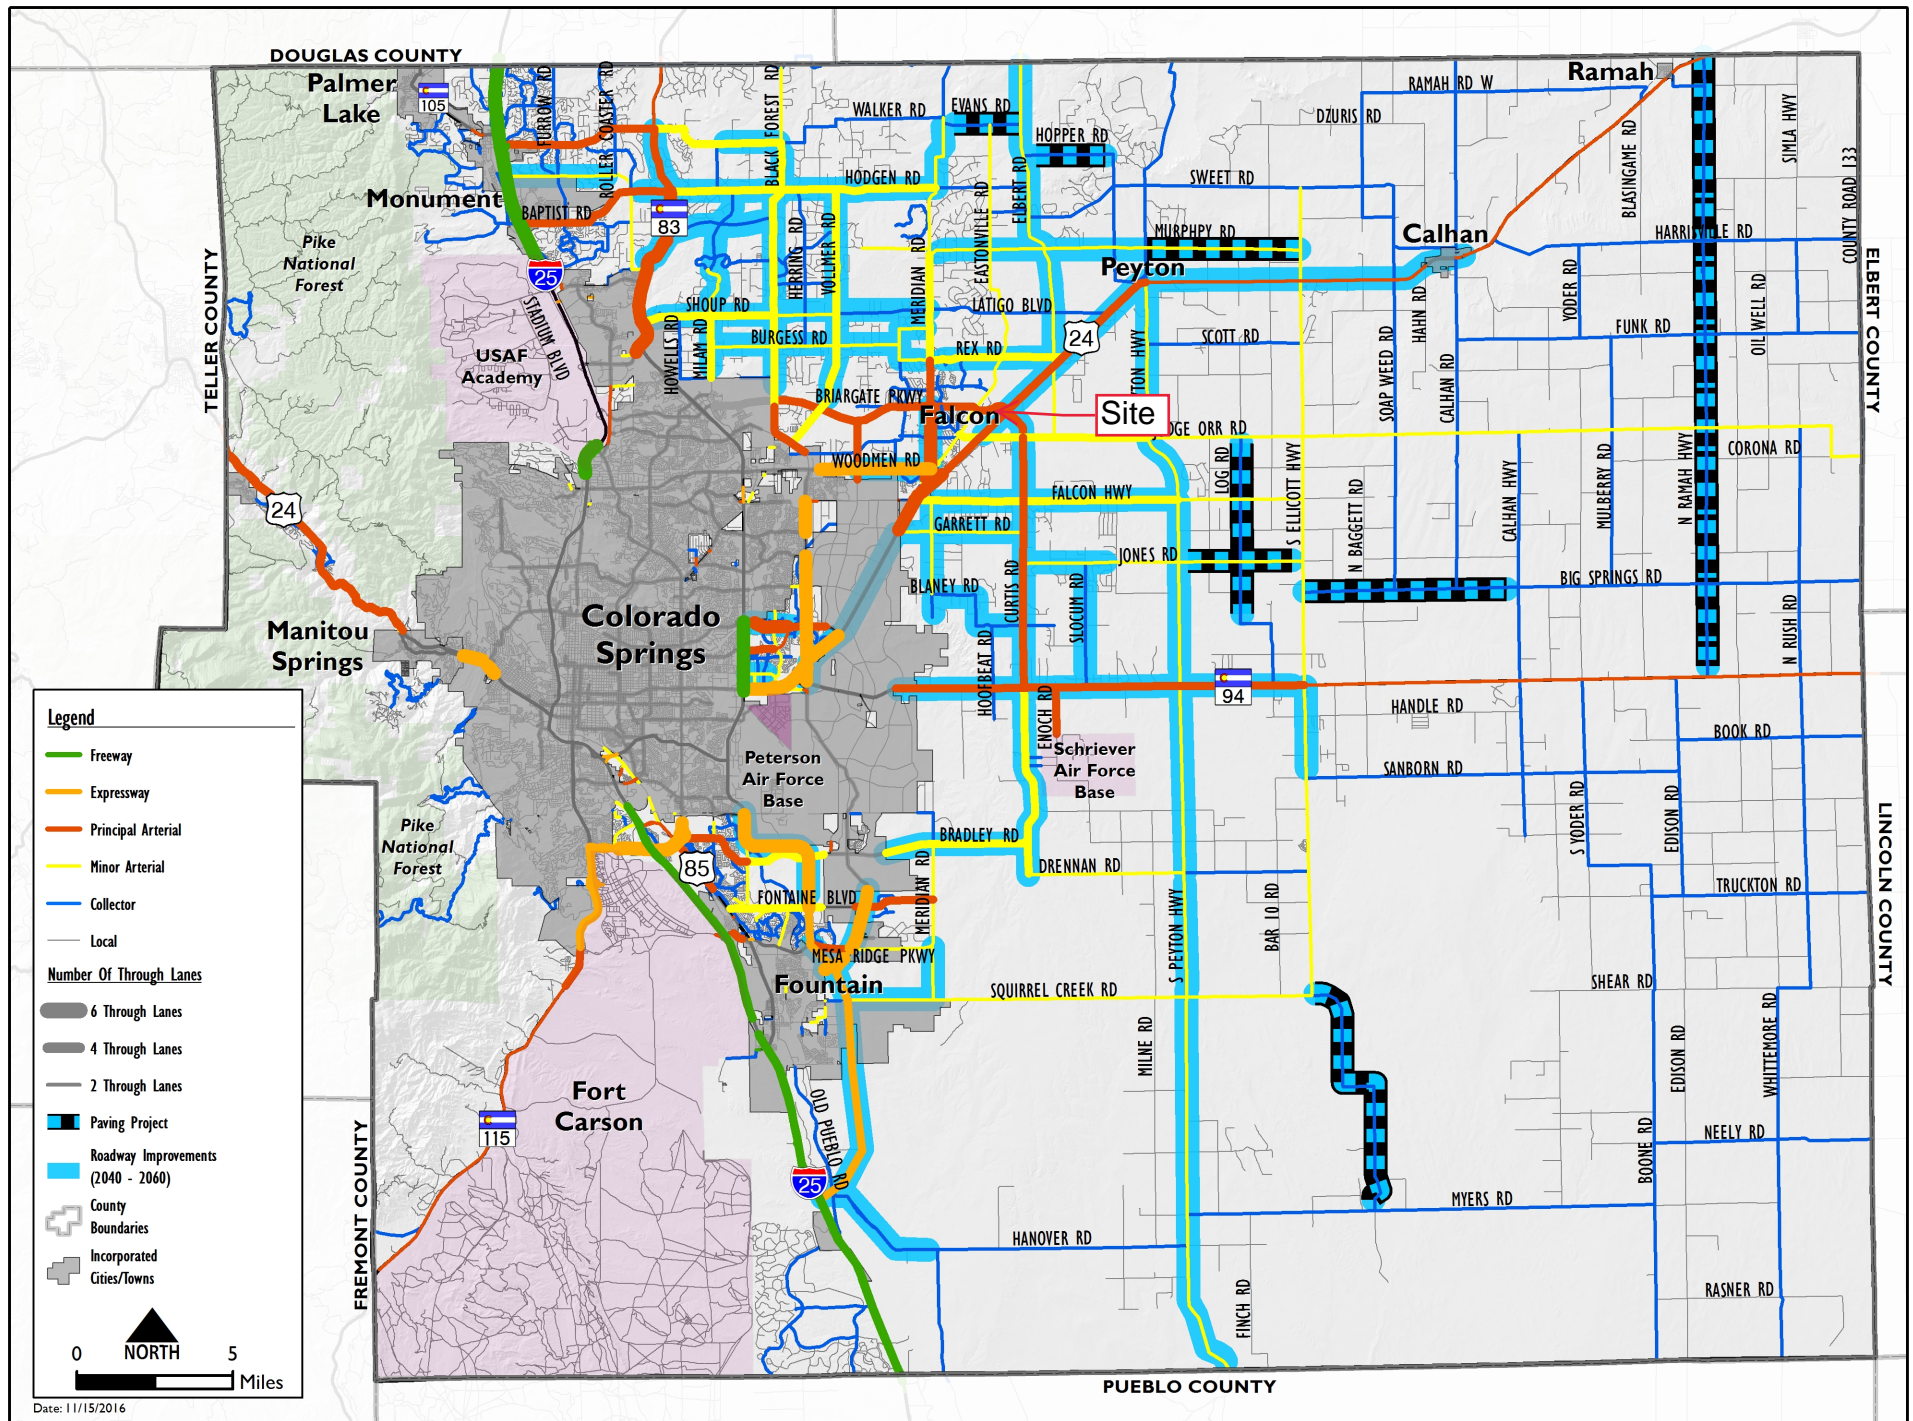 DOUGLAS COUNTY
Palmer
Lake
105
FURROW RD
ROLLER COASTER RD
BLACK FOREST RD
WALKER RD
EVANS RD
HOPPER RD
ELBERT RD
DZURIS RD
RAMAH RD W
Ramah
BLASINGAME RD
SIMLA HWY
COUNTY ROAD 133
Monument
BAPTIST RD
83
HODGEN RD
HERRING RD
VOLLMER RD
MERIDIAN RD
EASTONVILLE RD
SWEET RD
MURPHPY RD
Calhan
HARRISVILLE RD
Pike
National
Forest
TELLER COUNTY
25
STADIUM BLVD
USAF
Academy
SHOUP RD
HOWELLS RD
MILAM RD
BURGESS RD
LATIGO BLVD
REX RD
Peyton
24
TON HWY
SCOTT RD
SOAP WEED RD
HAHN RD
CALHAN RD
YODER RD
FUNK RD
OIL WELL RD
ELBERT COUNTY
BRIARGATE PKWY
Falcon
Site
DGE ORR RD
WOODMEN RD
FALCON HWY
GARRETT RD
JONES RD
LOG RD
S ELLICOTT HWY
N BAGGETT RD
CALHAN HWY
MULBERRY RD
N RAMAH HWY
CORONA RD
24
BLANEY RD
CURTIS RD
SLOCUM RD
HOOFBEAT RD
BIG SPRINGS RD
N RUSH RD
Colorado
Springs
Manitou
Springs
94
ENOCH RD
HANDLE RD
BOOK RD
Schriever
Air Force
Base
Peterson
Air Force
Base
SANBORN RD
S YODER RD
EDISON RD
LINCOLN COUNTY
Pike
National
Forest
85
BRADLEY RD
DRENNAN RD
MERIDIAN RD
FONTAINE BLVD
MESA RIDGE PKWY
Fountain
SQUIRREL CREEK RD
S PEYTON HWY
BAR 10 RD
TRUCKTON RD
SHEAR RD
MILNE RD
EDISON RD
WHITTEMORE RD
Fort
Carson
115
OLD PUEBLO RD
25
BOONE RD
NEELY RD
MYERS RD
HANOVER RD
FINCH RD
RASNER RD
FREMONT COUNTY
PUEBLO COUNTY
Legend
Freeway
Expressway
Principal Arterial
Minor Arterial
Collector
Local
Number Of Through Lanes
6 Through Lanes
4 Through Lanes
2 Through Lanes
Paving Project
Roadway Improvements
(2040 - 2060)
County
Boundaries
Incorporated
Cities/Towns
NORTH
0 5
Miles
Date: 11/15/2016